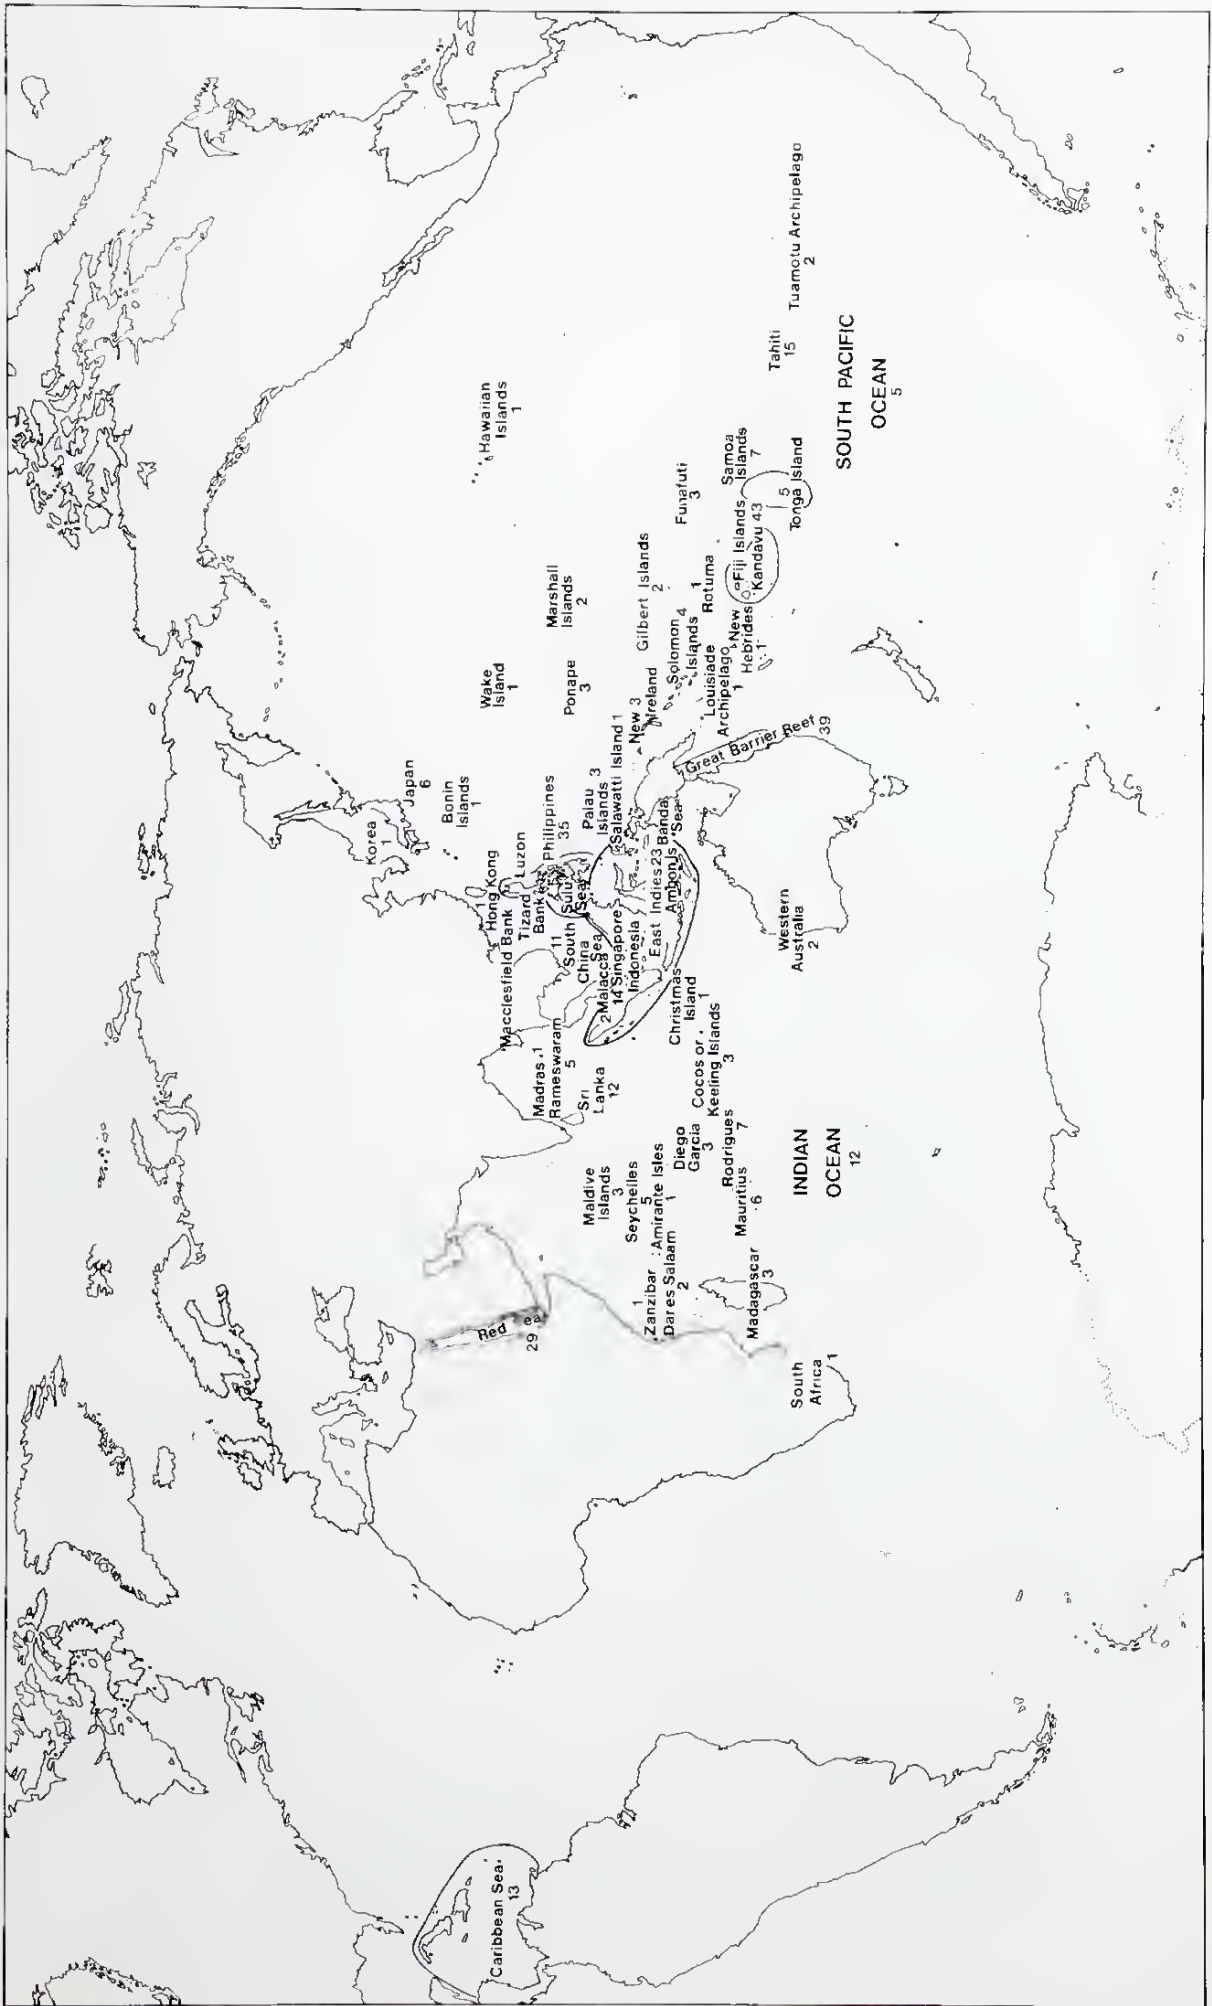 Caribbean Sea
13
Red
29
South
Africa 1
Zanzibar 1
Dares Salaam
2
Madagascar
3
Mauritius
6
Rodrigues
7
Amirante Isles
1
Seychelles
5
Maldive
Islands
3
Diego
Garcia
3
INDIAN
OCEAN
12
Cocos or
Keeling Islands
3
Christmas
Island
1
Madras 1
Rameswaram
5
Sri
Lanka
12
Macclesfield Bank
Hong Kong
1
Tizard
Bank
Luzon
11
South
China
Sea
Sulu
Sea
Philippines
35
2 Malacca
14 Singapore
Indonesia
East Indies 23
Ambon Is
Banda
Sea
Salawatti Island 1
Palau
Islands 3
Korea
1
Japan
6
Bonin
Islands
1
Western
Australia
2
Great Barrier Reef
39
New 3
Ireland
Wake
Island
1
Ponape
3
Marshall
Islands
2
Gilbert Islands
2
Solomon 4
Islands
Louisiade
Archipelago
1
Rotuma
1
New
Hebrides
1
Fiji Islands
Kandavu 43
Funafuti
3
Samoa
Islands
7
5
Tonga Island
Hawaiian
Islands
1
SOUTH PACIFIC
OCEAN
5
Tahiti
15
Tuamotu Archipelago
2